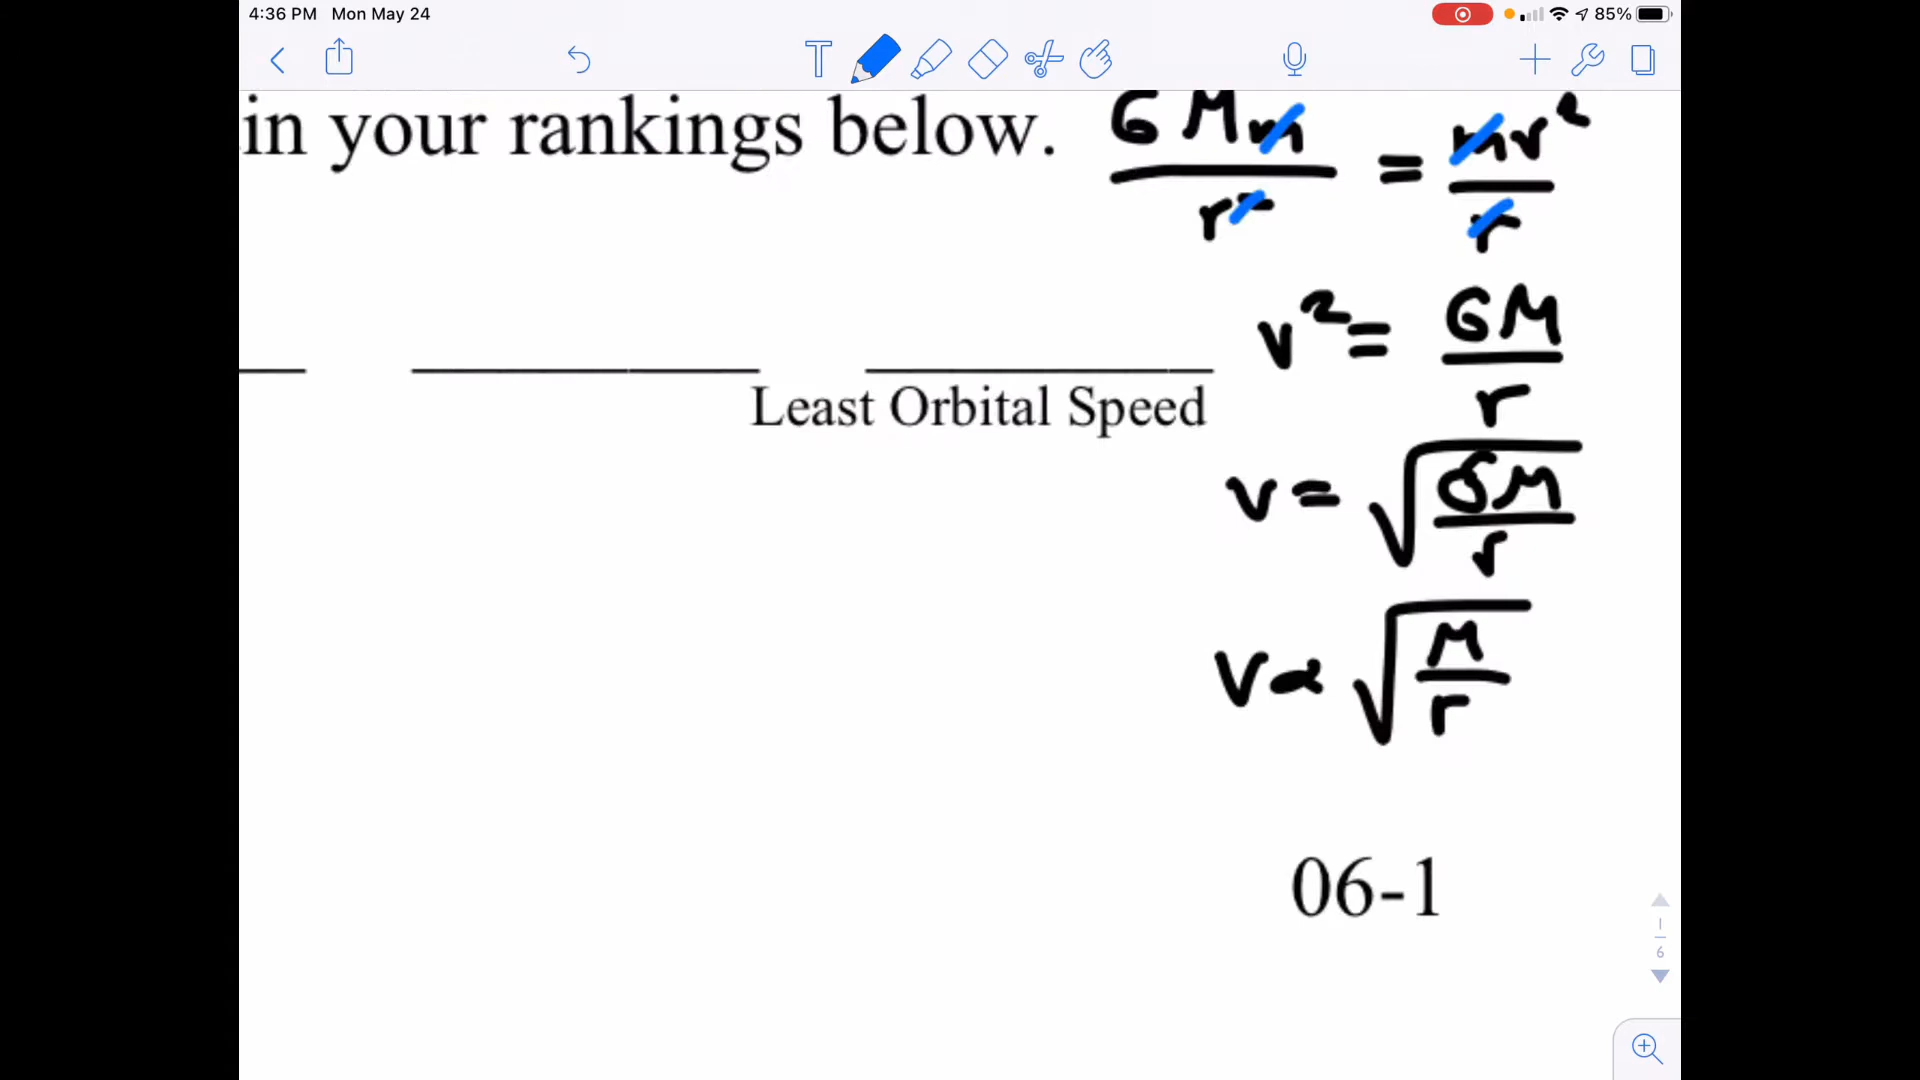 4:36 PM Mon May 24
85%
in your rankings below.
GMm/r² = mv²/r
v² = GM/r
Least Orbital Speed
v = √(GM/r)
v ∝ √(M/r)
06-1
1
6